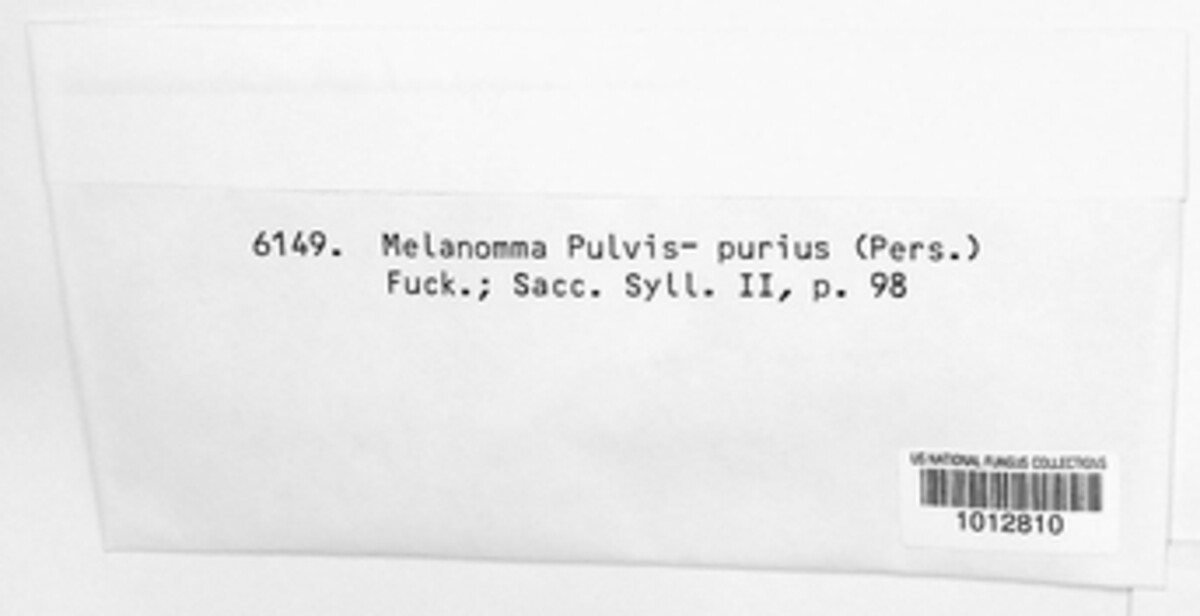 6149. Melanomma Pulvis- purius (Pers.)
Fuck.; Sacc. Syll. II, p. 98
US NATIONAL FUNGUS COLLECTIONS
1012810